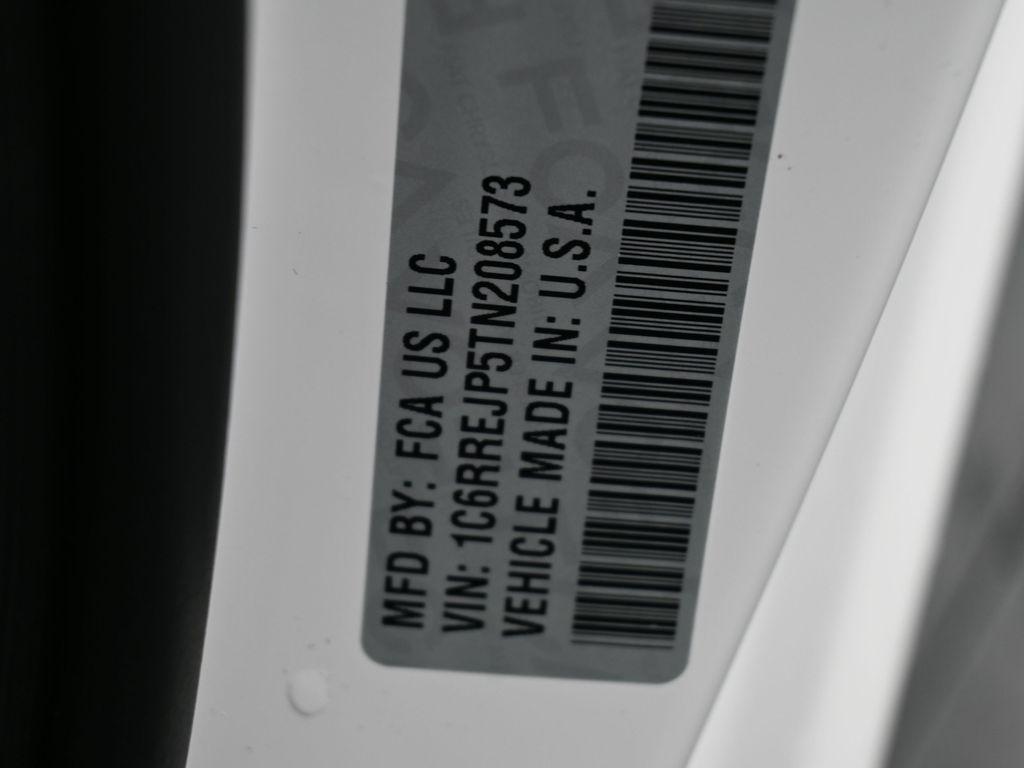 MFD BY: FCA US LLC
VIN: 1C6RREJP5TN208573
VEHICLE MADE IN: U.S.A.